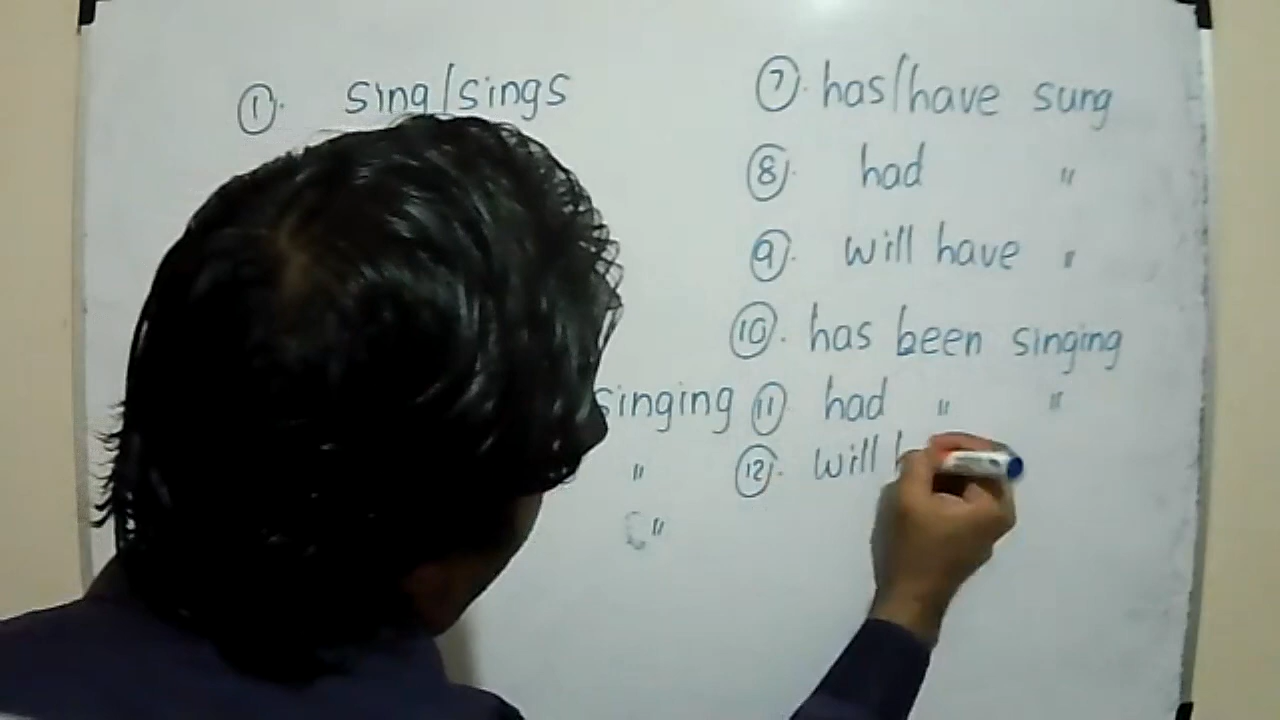 1. sing/sings
singing
"
"
7. has/have sung
8. had "
9. will have "
10. has been singing
11. had " "
12. will